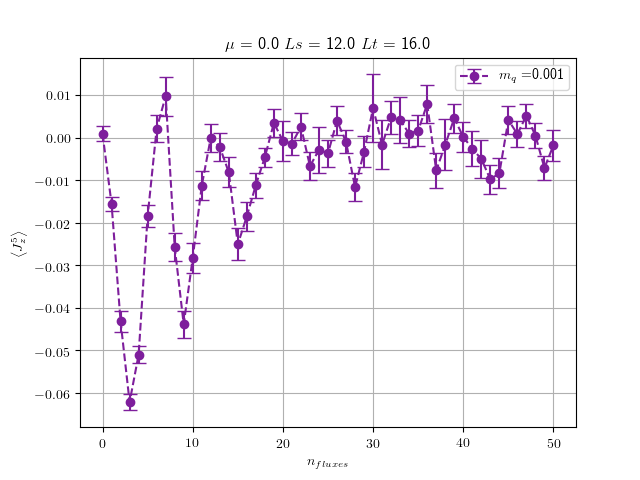 μ = 0.0 Ls = 12.0 Lt = 16.0
m_q =0.001
⟨J_z^5⟩
0.01
0.00
−0.01
−0.02
−0.03
−0.04
−0.05
−0.06
0 10 20 30 40 50
n_fluxes